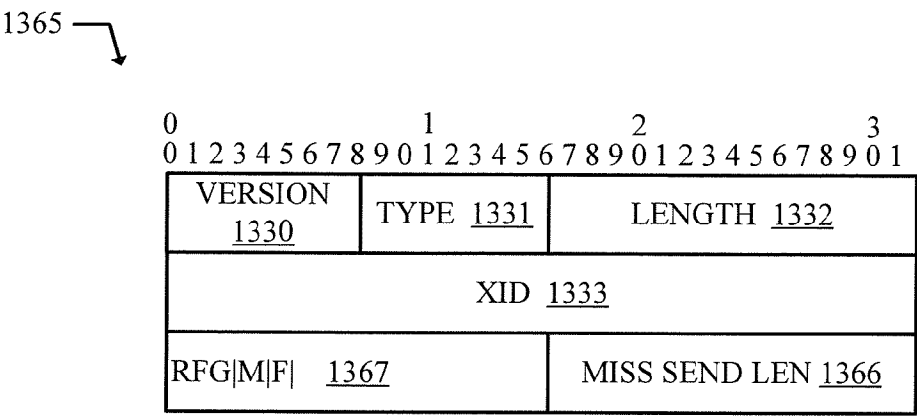 1365
0 1 2 3
0 1 2 3 4 5 6 7 8 9 0 1 2 3 4 5 6 7 8 9 0 1 2 3 4 5 6 7 8 9 0 1
VERSION
1330
TYPE 1331
LENGTH 1332
XID 1333
RFG|M|F| 1367
MISS SEND LEN 1366